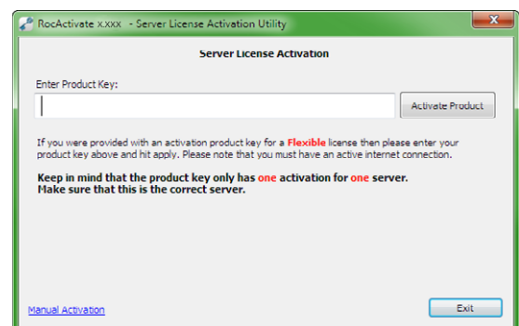 RocActivate x.xxx - Server License Activation Utility
Server License Activation
Enter Product Key:
Activate Product
If you were provided with an activation product key for a Flexible license then please enter your
product key above and hit apply. Please note that you must have an active internet connection.
Keep in mind that the product key only has one activation for one server.
Make sure that this is the correct server.
Manual Activation
Exit